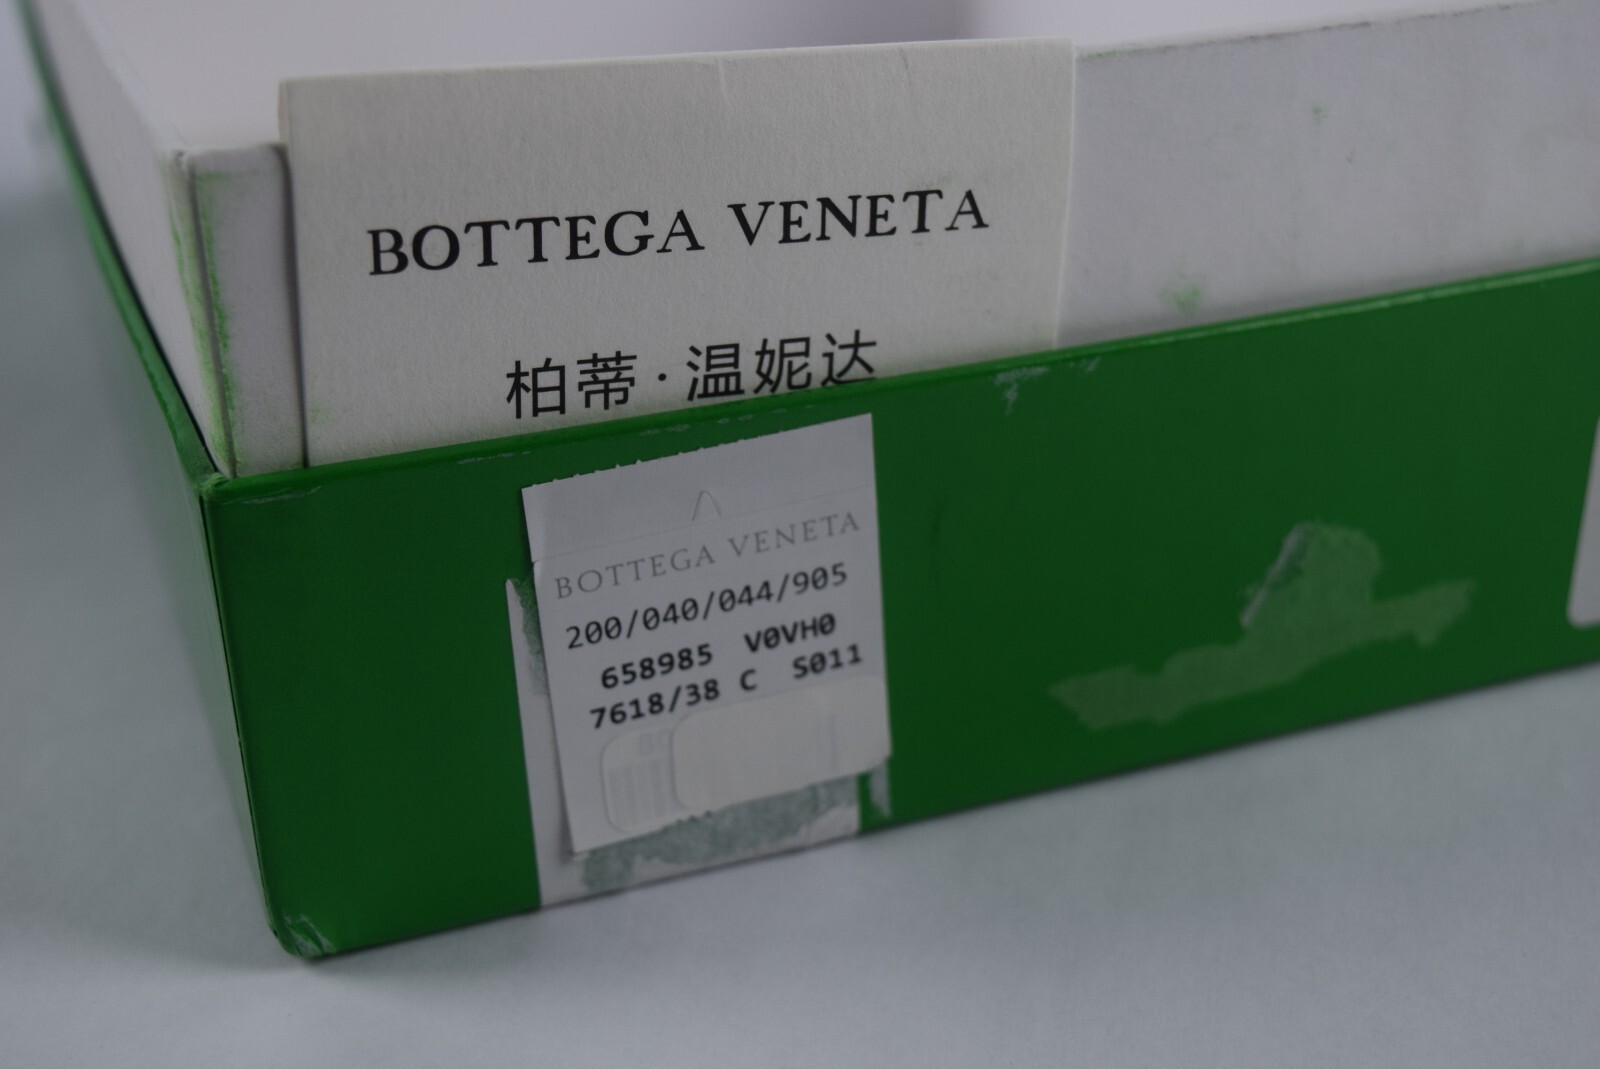 BOTTEGA VENETA
柏蒂·温妮达
BOTTEGA VENETA
200/040/044/905
658985 V0VH0
7618/38 C S011